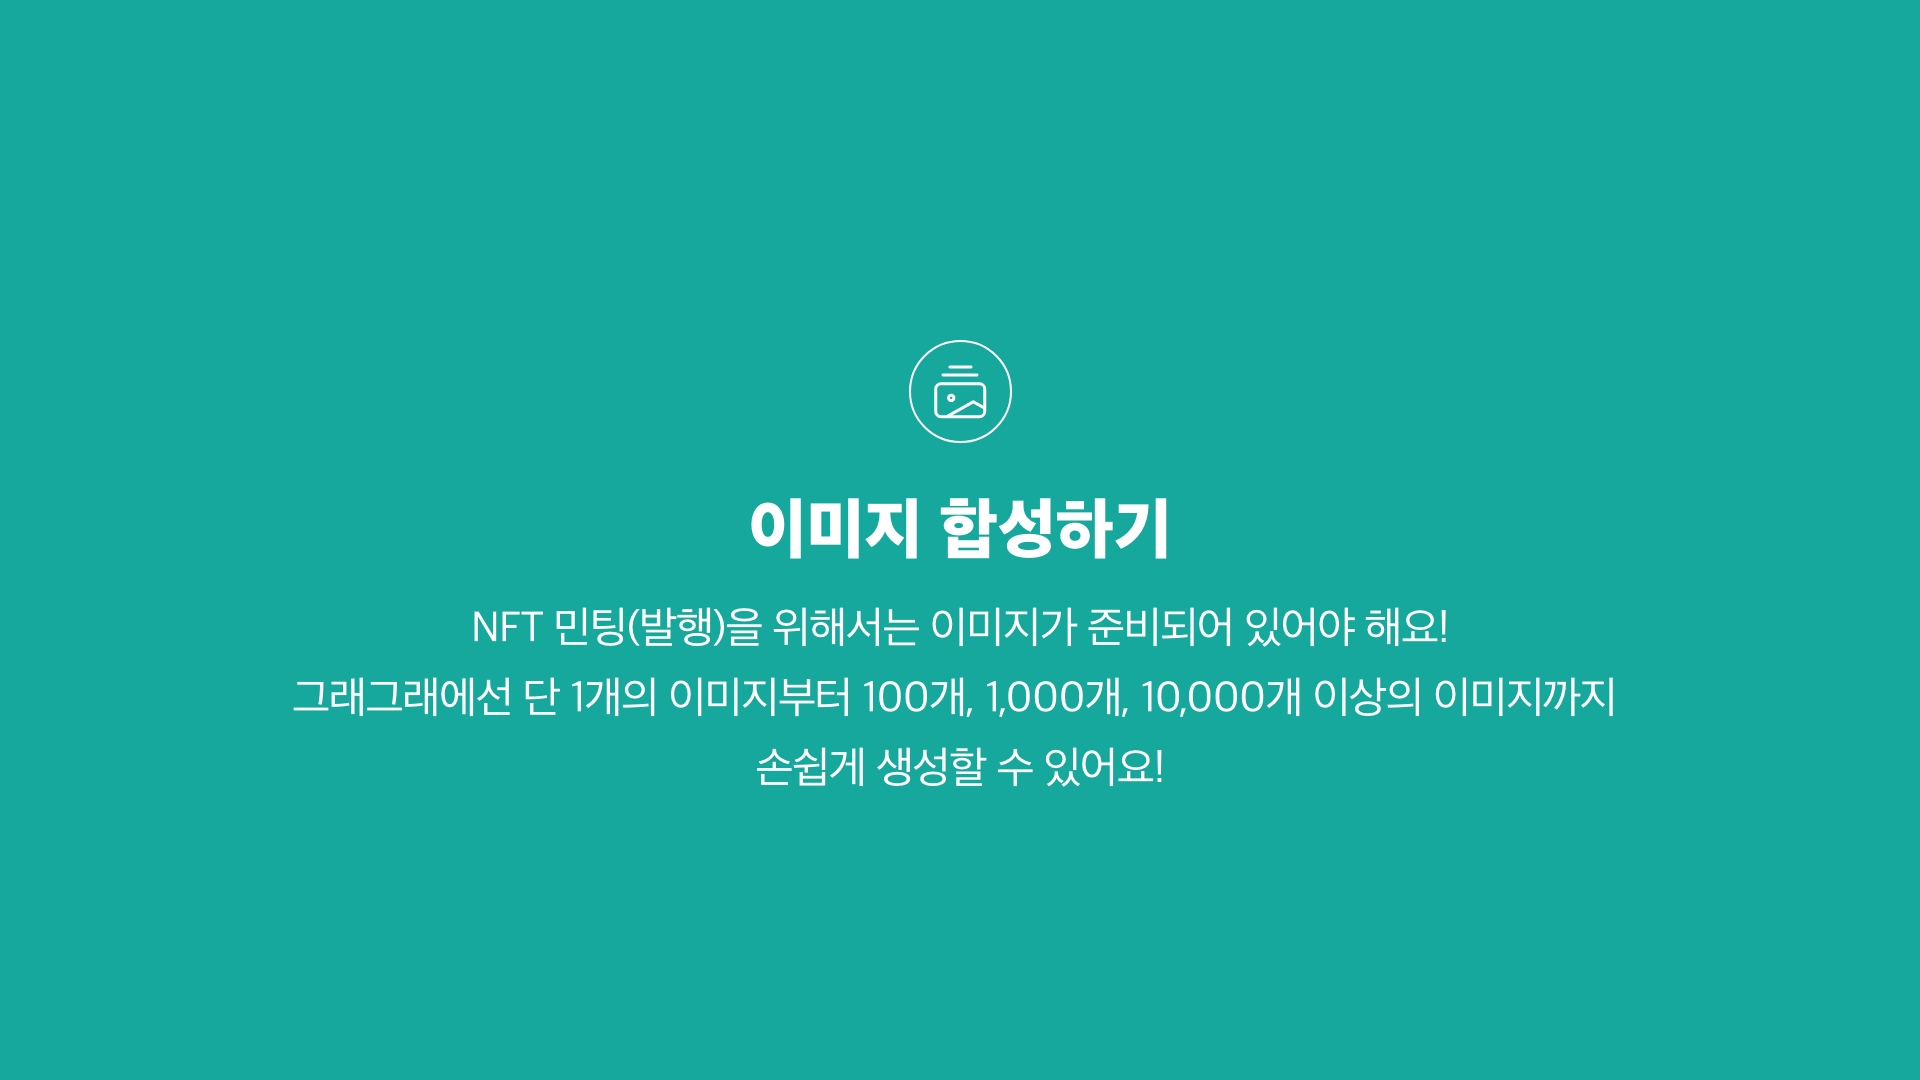 이미지 합성하기
NFT 민팅(발행)을 위해서는 이미지가 준비되어 있어야 해요!
그래그래에선 단 1개의 이미지부터 100개, 1,000개, 10,000개 이상의 이미지까지
손쉽게 생성할 수 있어요!